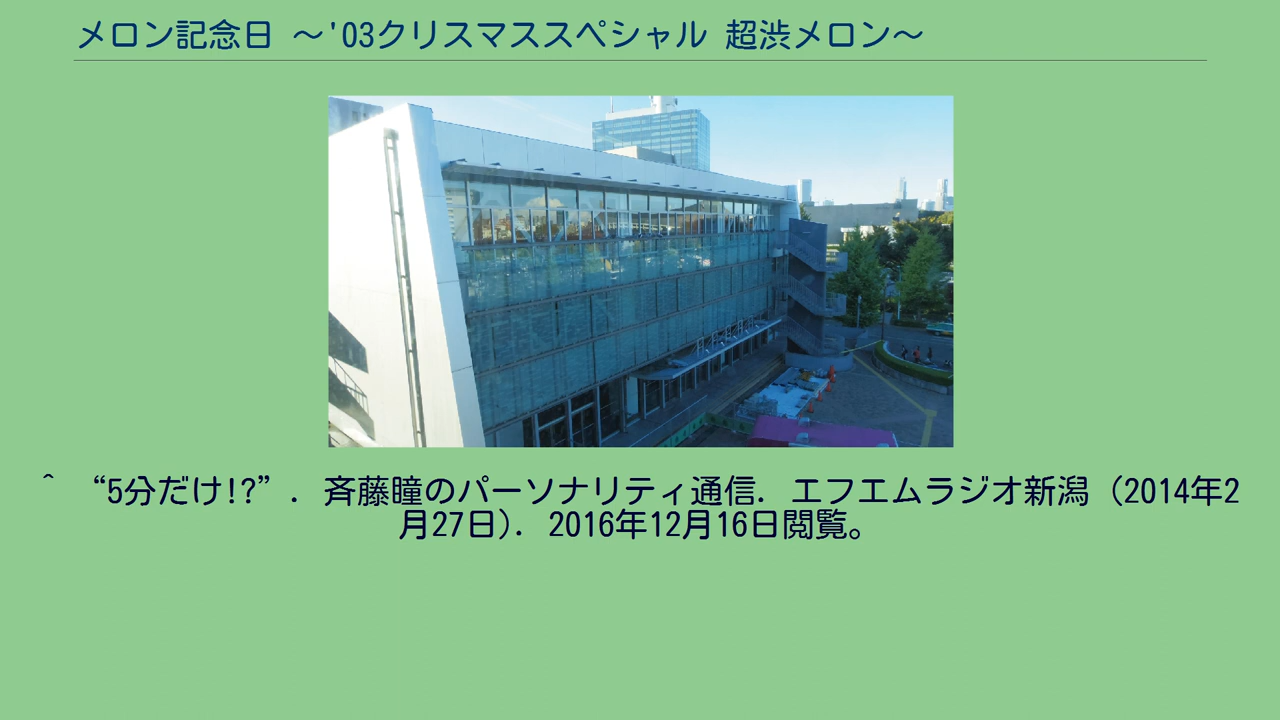 メロン記念日 〜'03クリスマススペシャル 超渋メロン〜
^ “5分だけ!?”. 斉藤瞳のパーソナリティ通信. エフエムラジオ新潟 (2014年2
月27日). 2016年12月16日閲覧。